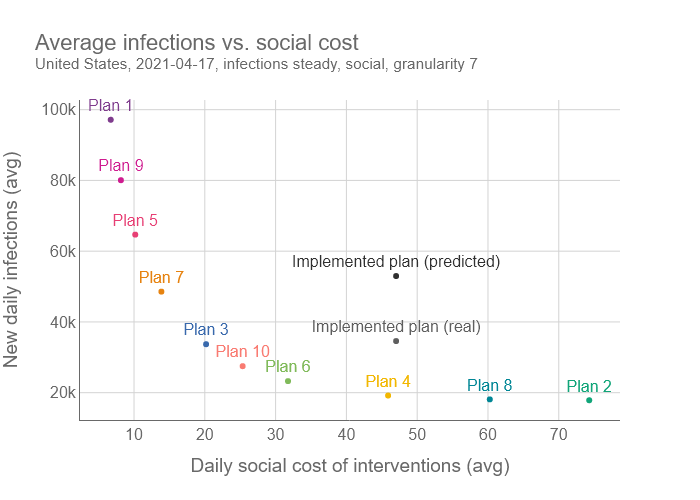 Average infections vs. social cost
United States, 2021-04-17, infections steady, social, granularity 7
New daily infections (avg)
100k
80k
60k
40k
20k
Plan 1
Plan 9
Plan 5
Plan 7
Implemented plan (predicted)
Plan 3
Implemented plan (real)
Plan 10
Plan 6
Plan 4
Plan 8
Plan 2
10 20 30 40 50 60 70
Daily social cost of interventions (avg)